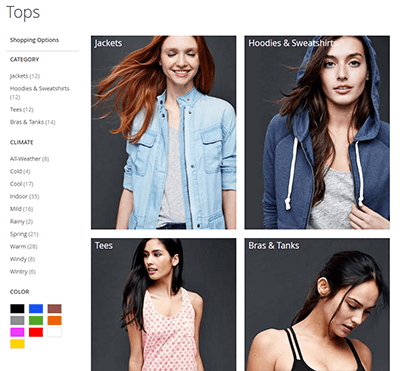 Tops
Shopping Options
CATEGORY
Jackets (12)
Hoodies & Sweatshirts
(12)
Tees (12)
Bras & Tanks (14)
CLIMATE
All-Weather (8)
Cold (4)
Cool (17)
Indoor (35)
Mild (16)
Rainy (2)
Spring (21)
Warm (28)
Windy (8)
Wintry (6)
COLOR
Jackets
Hoodies & Sweatshirts
Tees
Bras & Tanks